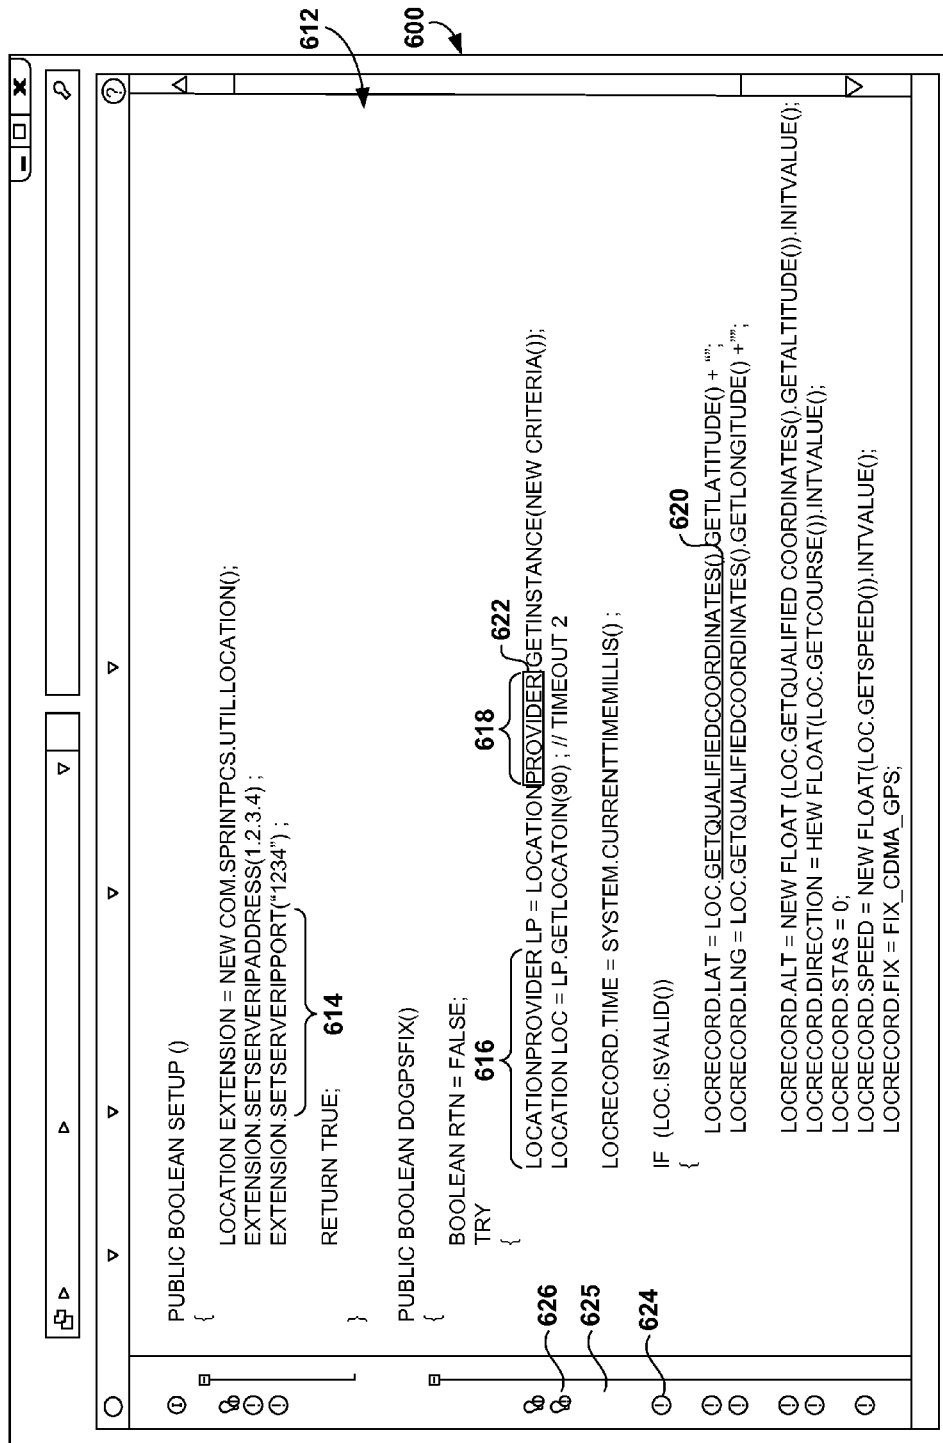 612
600
PUBLIC BOOLEAN SETUP ()
{
LOCATION EXTENSION = NEW COM.SPRINTPCS.UTIL.LOCATION();
EXTENSION.SETSERVERIPADDRESS(1.2.3.4) ;
EXTENSION.SETSERVERIPPORT("1234") ;
614
RETURN TRUE;
}
PUBLIC BOOLEAN DOGPSFIX()
{
BOOLEAN RTN = FALSE;
TRY
{
616
618
622
LOCATIONPROVIDER LP = LOCATIONPROVIDER.GETINSTANCE(NEW CRITERIA());
LOCATION LOC = LP.GETLOCATOIN(90) ; // TIMEOUT 2
LOCRECORD.TIME = SYSTEM.CURRENTTIMEMILLIS() ;
IF (LOC.ISVALID())
{
620
LOCRECORD.LAT = LOC.GETQUALIFIEDCOORDINATES().GETLATITUDE() + "";
LOCRECORD.LNG = LOC.GETQUALIFIEDCOORDINATES().GETLONGITUDE() +"";
LOCRECORD.ALT = NEW FLOAT (LOC.GETQUALIFIED COORDINATES().GETALTITUDE()).INITVALUE();
LOCRECORD.DIRECTION = HEW FLOAT(LOC.GETCOURSE()).INTVALUE();
LOCRECORD.STAS = 0;
LOCRECORD.SPEED = NEW FLOAT(LOC.GETSPEED()).INTVALUE();
LOCRECORD.FIX = FIX_CDMA_GPS;
626
625
624